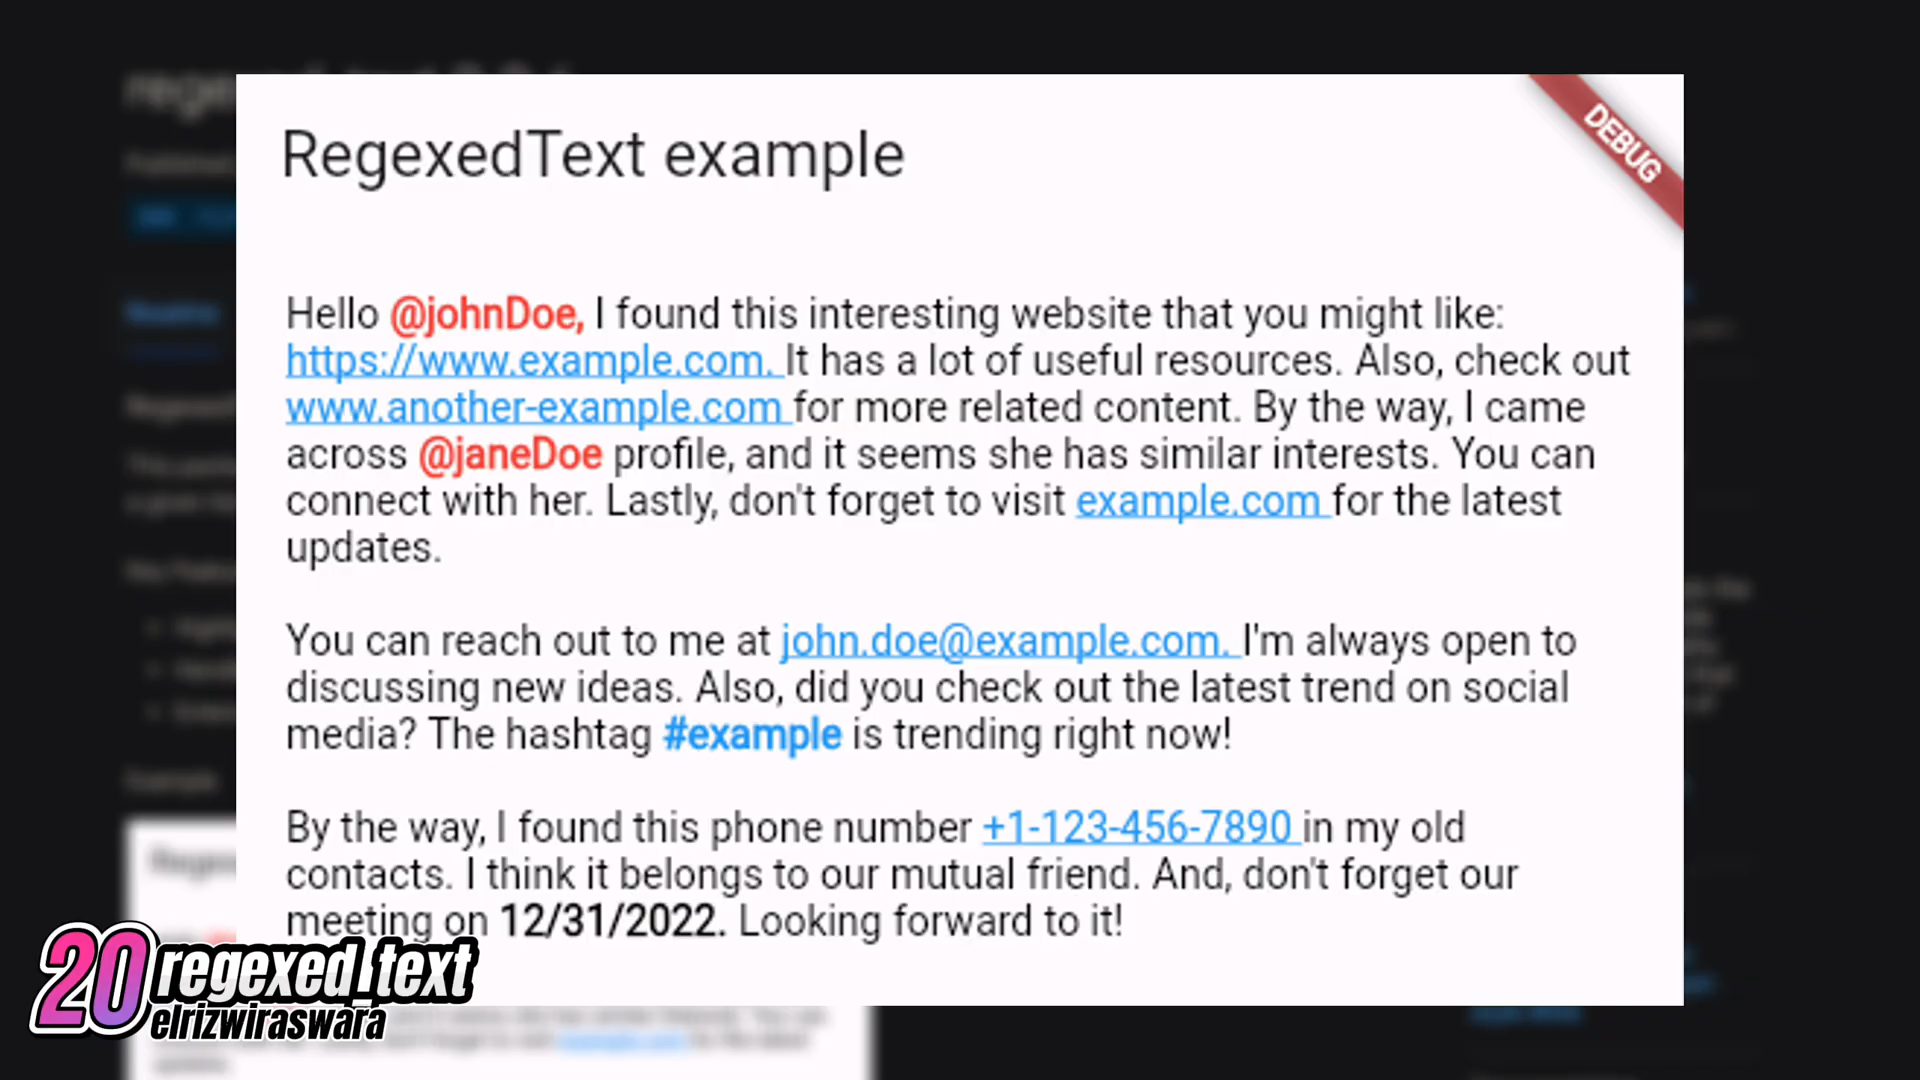 RegexedText example
DEBUG
Hello @johnDoe, I found this interesting website that you might like:
https://www.example.com. It has a lot of useful resources. Also, check out
www.another-example.com for more related content. By the way, I came
across @janeDoe profile, and it seems she has similar interests. You can
connect with her. Lastly, don't forget to visit example.com for the latest
updates.
You can reach out to me at john.doe@example.com. I'm always open to
discussing new ideas. Also, did you check out the latest trend on social
media? The hashtag #example is trending right now!
By the way, I found this phone number +1-123-456-7890 in my old
contacts. I think it belongs to our mutual friend. And, don't forget our
meeting on 12/31/2022. Looking forward to it!
20 regexed_text
elrizwiraswara
Readme